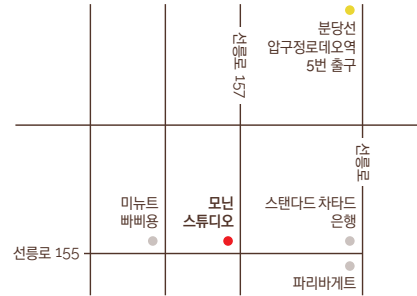 분당선
압구정로데오역
5번 출구
선릉로 157
선릉로
미뉴트
빠삐용
모닌
스튜디오
스탠다드 차타드
은행
선릉로 155
파리바게트